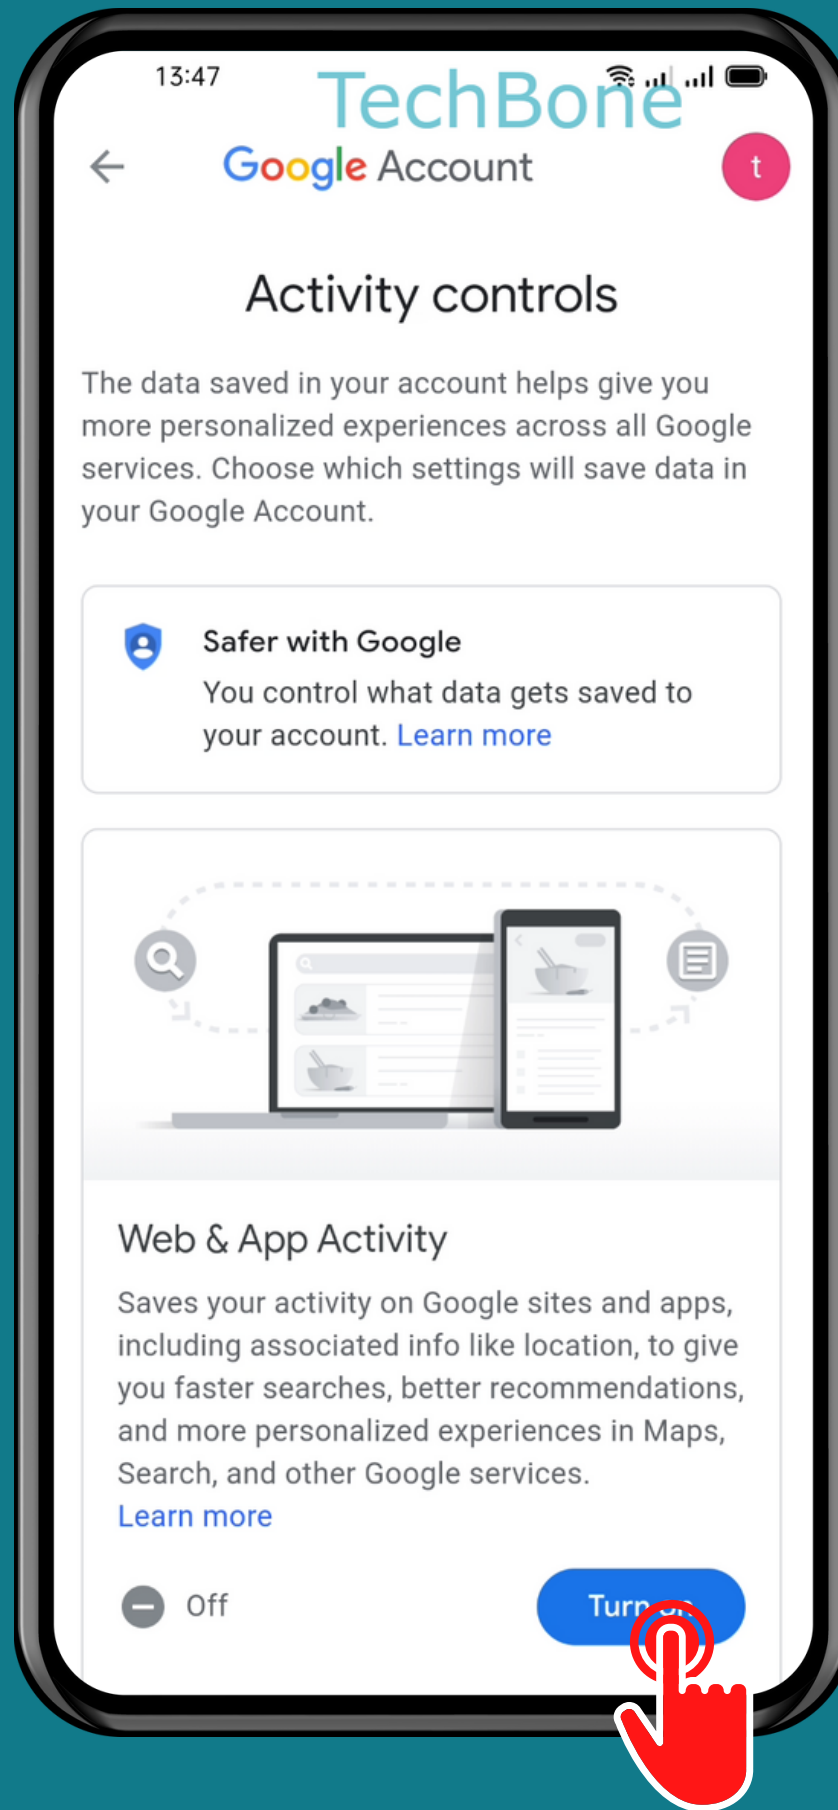 13:47
TechBone
Google Account
t
Activity controls
The data saved in your account helps give you
more personalized experiences across all Google
services. Choose which settings will save data in
your Google Account.
Safer with Google
You control what data gets saved to
your account. Learn more
Web & App Activity
Saves your activity on Google sites and apps,
including associated info like location, to give
you faster searches, better recommendations,
and more personalized experiences in Maps,
Search, and other Google services.
Learn more
Off
Turn on